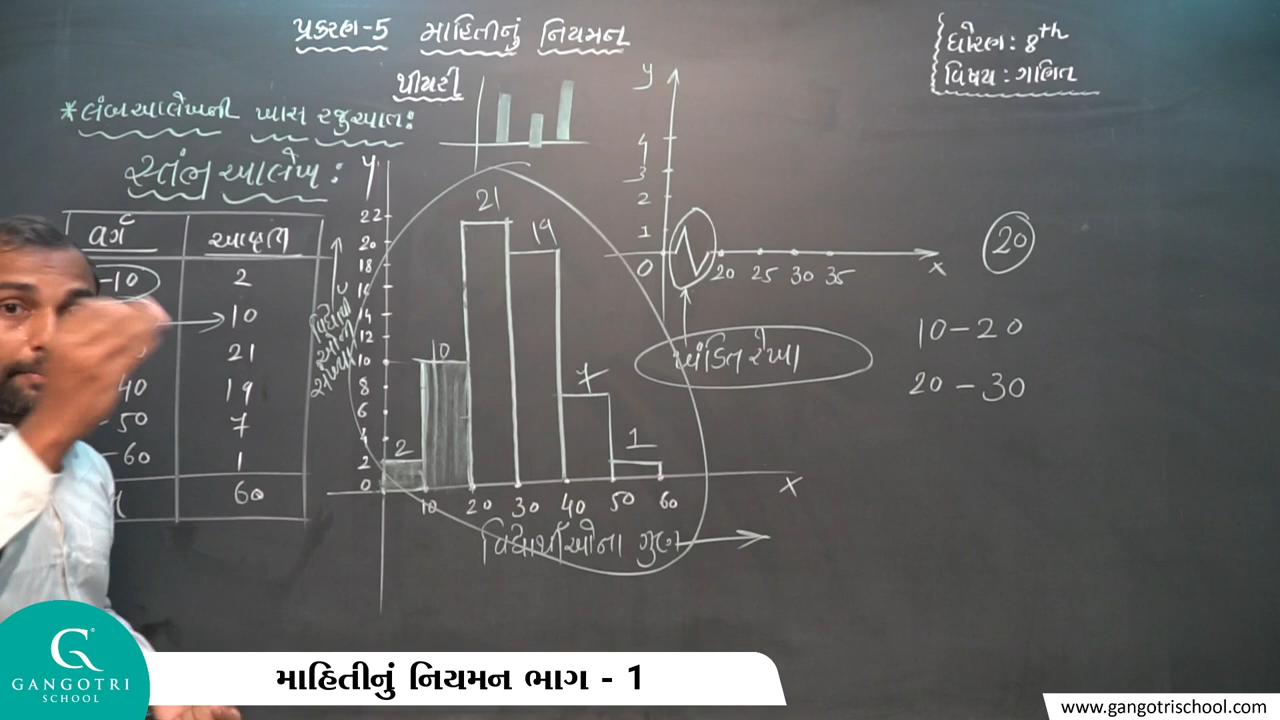 પ્રકરણ-5 માહિતીનું નિયમન
ધોરણ : 8th
વિષય : ગણિત
થીયરી
*લંબઆલેખની ખાસ રજુઆત:
સ્તંભ આલેખ :
વર્ગ આવૃત્તિ
-10 2
10
21
40 19
-50 7
-60 1
60
y
22
20
18
16
14
12
10
8
6
4
2
0
2 10 21 19 7 1
10 20 30 40 50 60
x
વિદ્યાર્થીઓની સંખ્યા
વિદ્યાર્થીઓના ગુણ
y
4
3
2
1
0 20 25 30 35 x
ખંડિત રેખા
20
10-20
20-30
GANGOTRI
SCHOOL
માહિતીનું નિયમન ભાગ - 1
www.gangotrischool.com